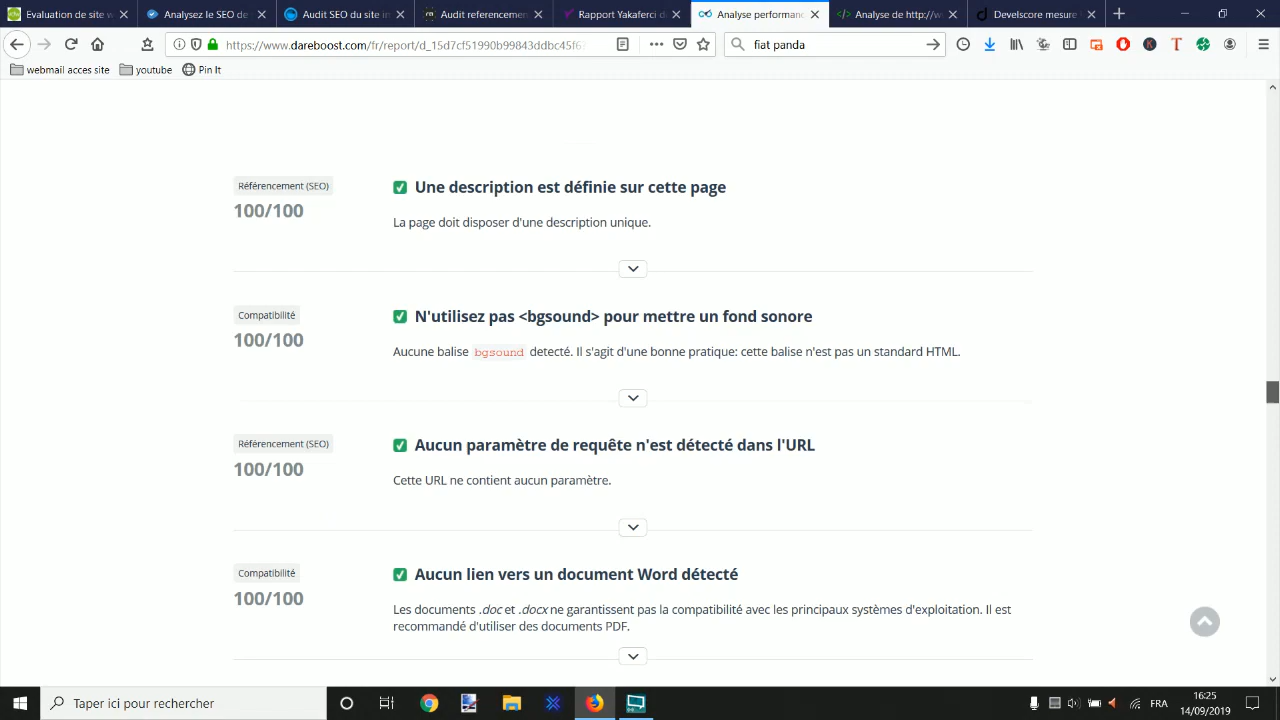 Evaluation de votre v
Analysez le SEO de
Audit SEO du site in
Audit referencemen
Rapport Yakaferci d
Analyse performanc
Analyse de http://w
Develscore mesure
https://www.dareboost.com/fr/report/d_15d7cf51990b99843ddbc45f6
fiat panda
webmail acces site
youtube
Pin It
Référencement (SEO)
100/100
Une description est définie sur cette page
La page doit disposer d'une description unique.
Compatibilité
100/100
N'utilisez pas <bgsound> pour mettre un fond sonore
Aucune balise bgsound detecté. Il s'agit d'une bonne pratique: cette balise n'est pas un standard HTML.
Référencement (SEO)
100/100
Aucun paramètre de requête n'est détecté dans l'URL
Cette URL ne contient aucun paramètre.
Compatibilité
100/100
Aucun lien vers un document Word détecté
Les documents .doc et .docx ne garantissent pas la compatibilité avec les principaux systèmes d'exploitation. Il est
recommandé d'utiliser des documents PDF.
Taper ici pour rechercher
FRA
16:25
14/09/2019